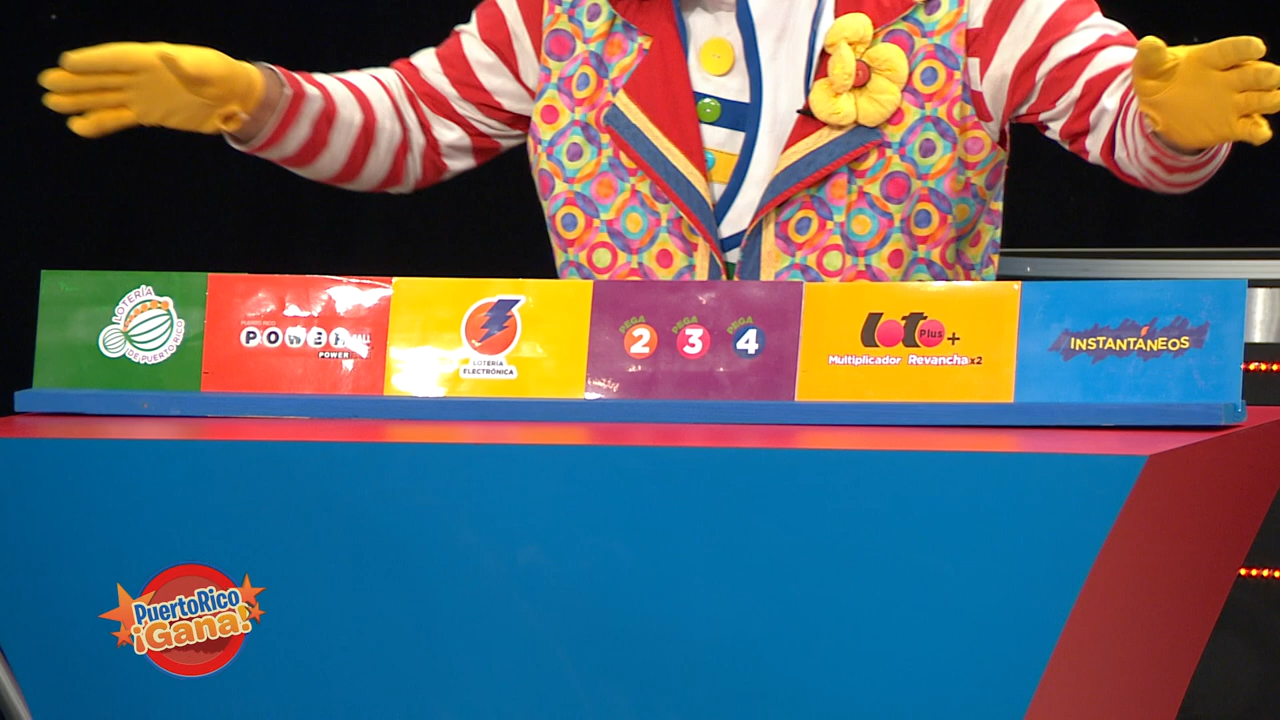 LOTERÍA
DE PUERTO RICO
PUERTO RICO
POWERBALL
POWER
LOTERÍA
ELECTRÓNICA
PEGA 2
PEGA 3
PEGA 4
Loto Plus +
Multiplicador Revancha x2
INSTANTÁNEOS
PuertoRico
¡Gana!